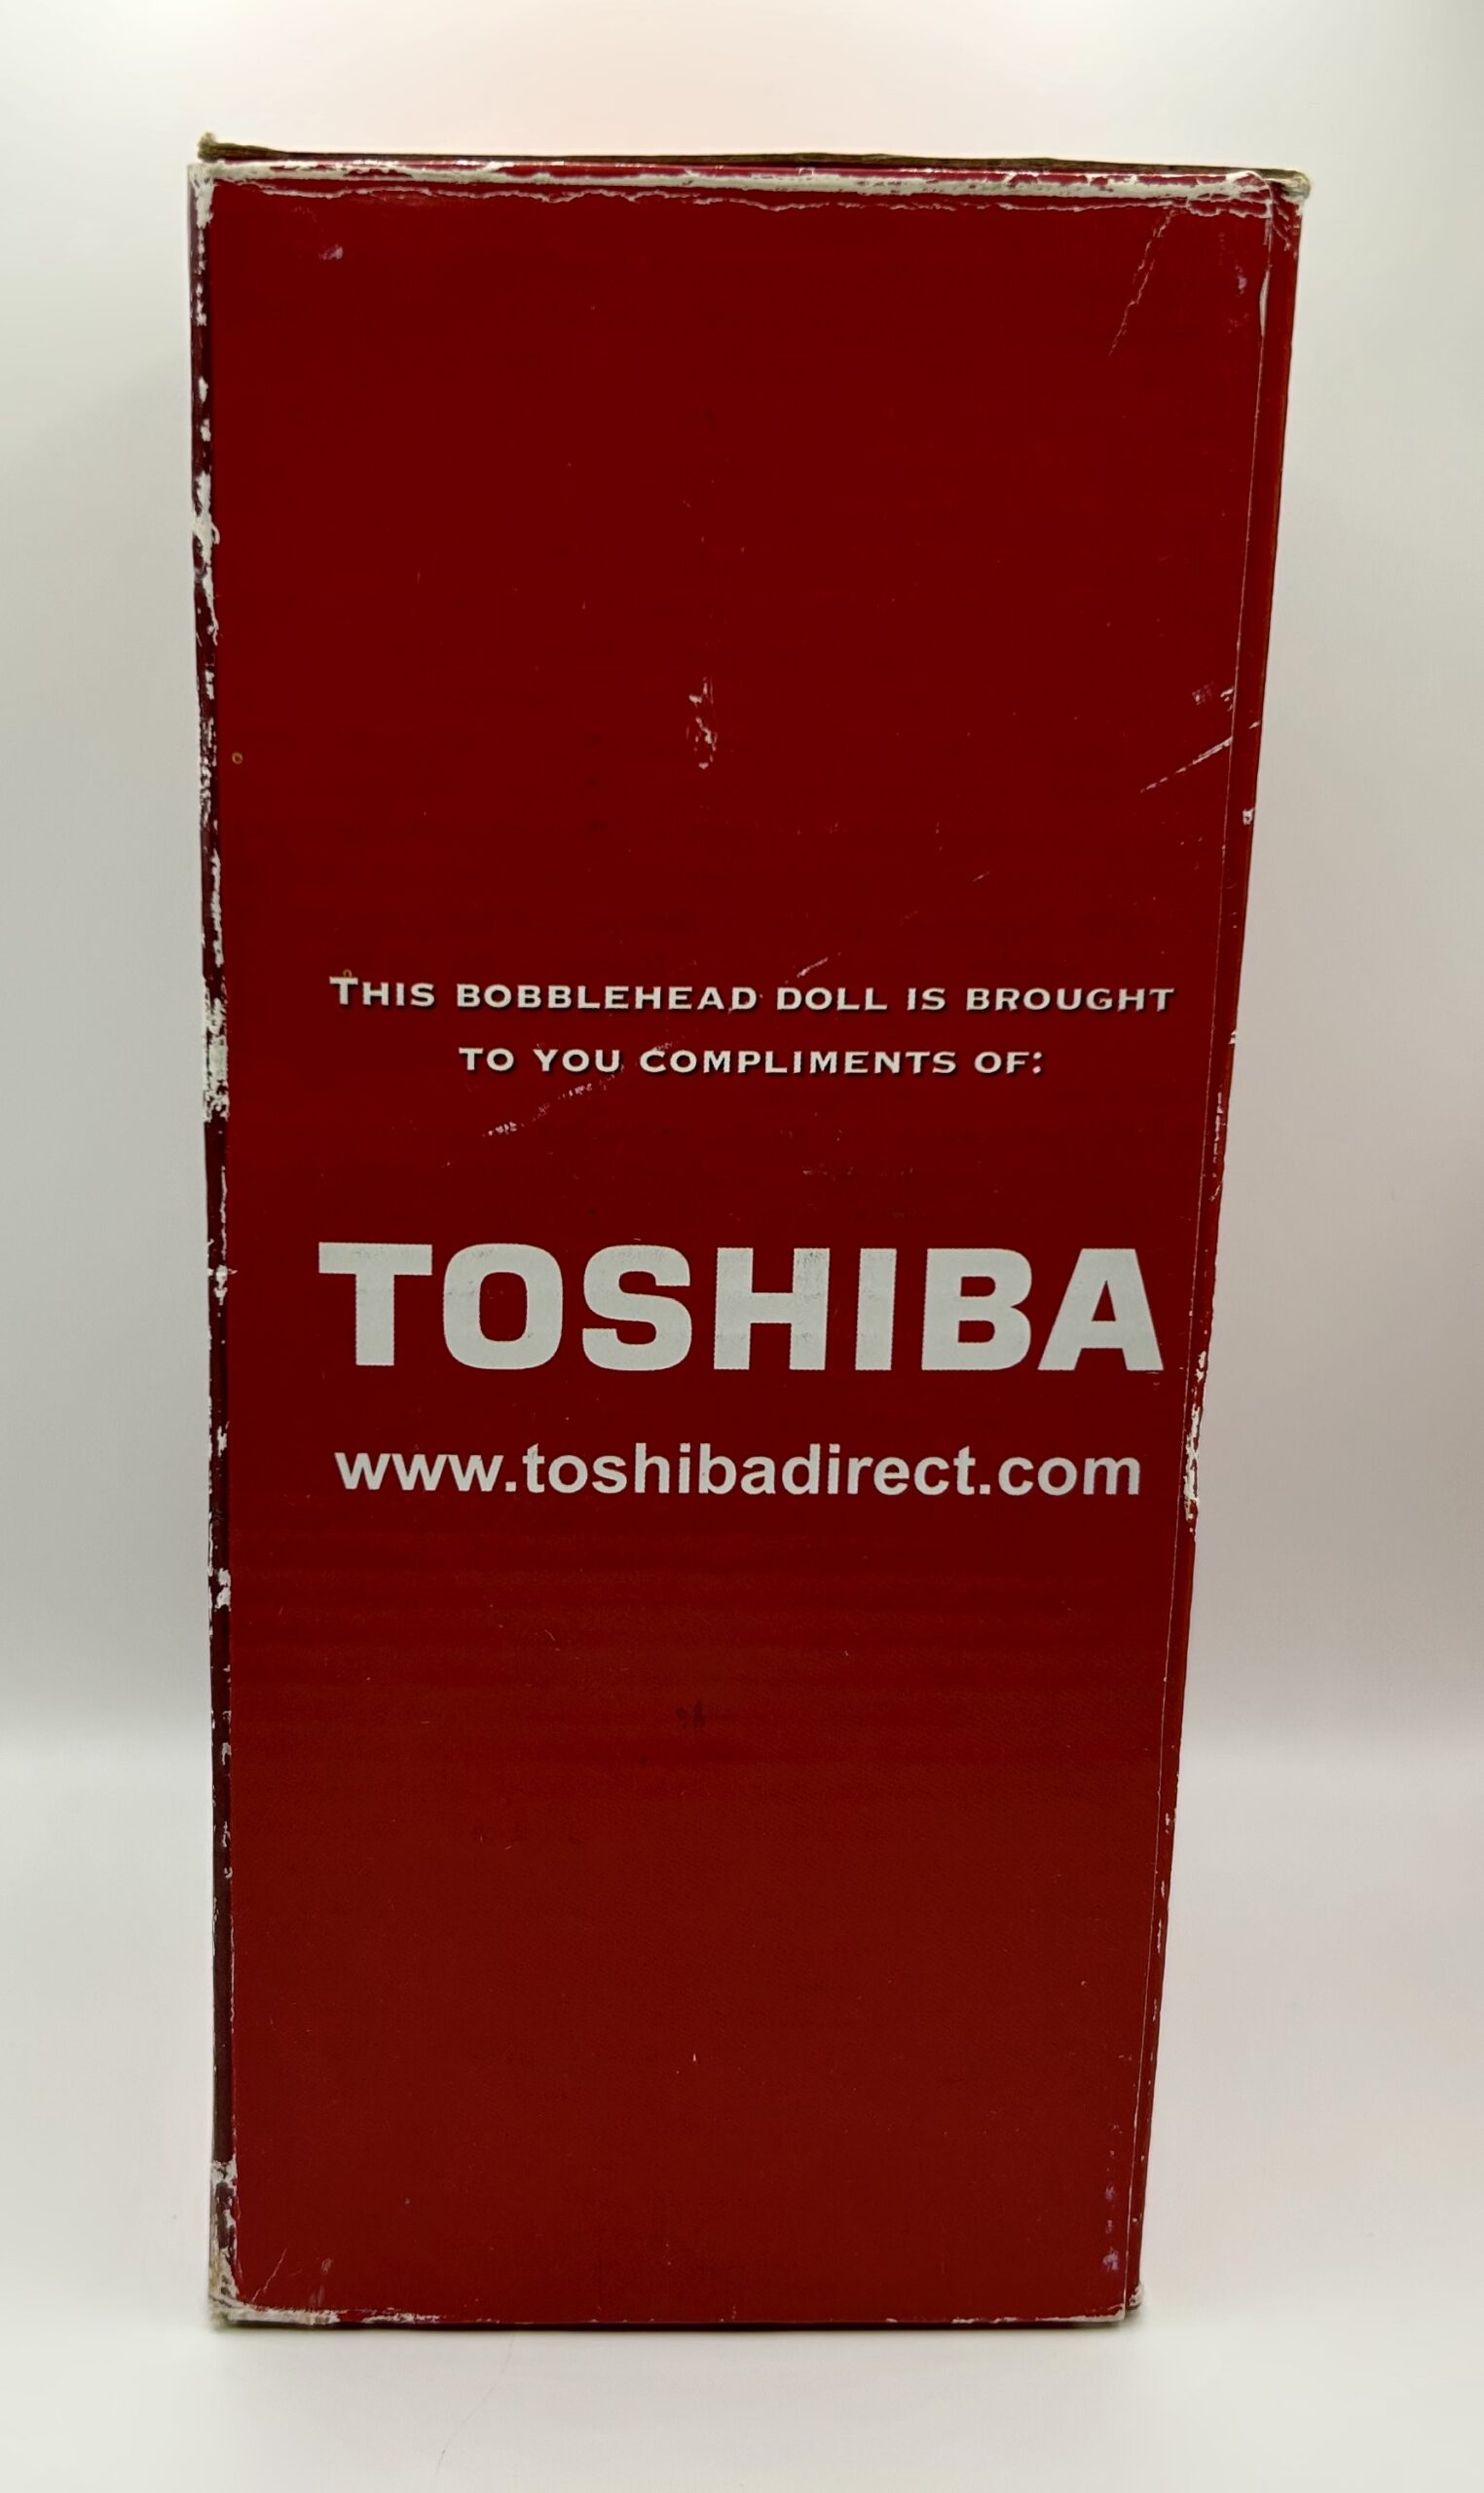 THIS BOBBLEHEAD DOLL IS BROUGHT
TO YOU COMPLIMENTS OF:
TOSHIBA
www.toshibadirect.com